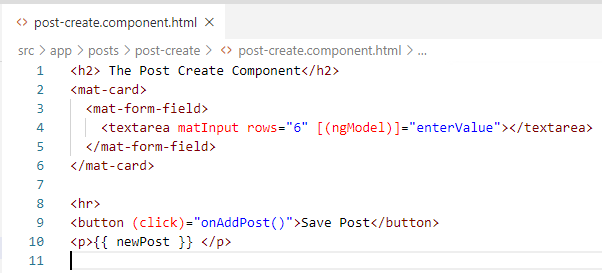 post-create.component.html ×
src > app > posts > post-create > <> post-create.component.html > ...
1 <h2> The Post Create Component</h2>
2 <mat-card>
3   <mat-form-field>
4     <textarea matInput rows="6" [(ngModel)]="enterValue"></textarea>
5   </mat-form-field>
6 </mat-card>
7
8 <hr>
9 <button (click)="onAddPost()">Save Post</button>
10 <p>{{ newPost }} </p>
11